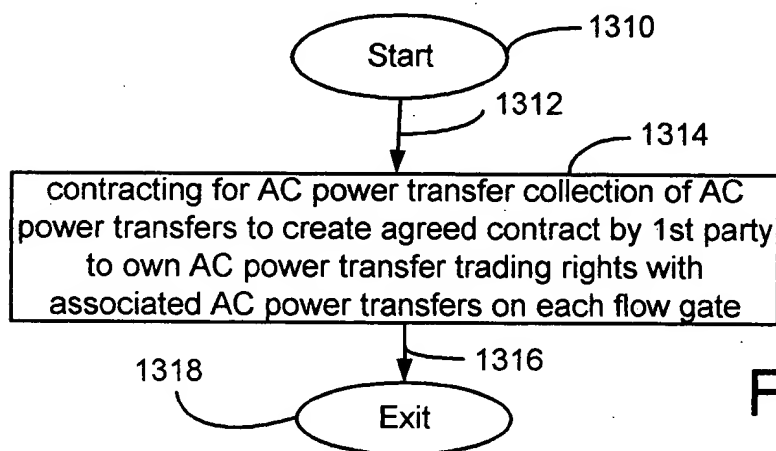 Start
1310
1312
1314
contracting for AC power transfer collection of AC
power transfers to create agreed contract by 1st party
to own AC power transfer trading rights with
associated AC power transfers on each flow gate
1316
1318
Exit
F